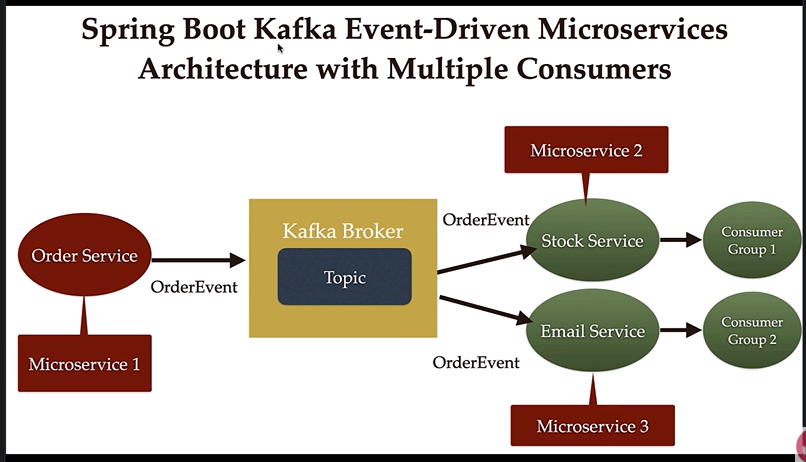 Spring Boot Kafka Event-Driven Microservices
Architecture with Multiple Consumers
Microservice 2
Kafka Broker
OrderEvent
Stock Service
Consumer
Group 1
Order Service
Topic
OrderEvent
Email Service
Consumer
Group 2
Microservice 1
OrderEvent
Microservice 3